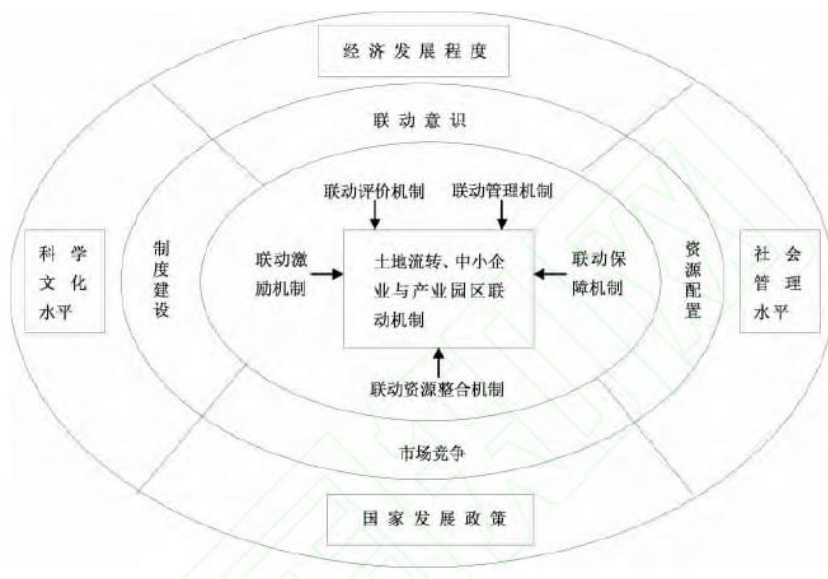 经济发展程度
联动意识
联动评价机制
联动管理机制
科学
文化
水平
制度建设
联动激
励机制
土地流转、中小企
业与产业园区联
动机制
联动保
障机制
资源配置
社会
管理
水平
联动资源整合机制
市场竞争
国家发展政策